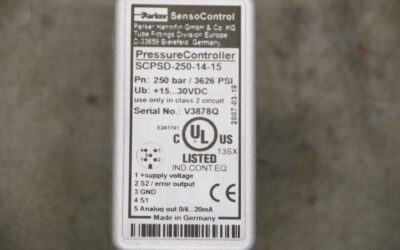 Parker SensoControl
Parker Hannifin GmbH & Co. KG
Tube Fittings Division Europe
D-33659 Bielefeld Germany
PressureController
SCPSD-250-14-15
Pn: 250 bar / 3626 PSI
Ub: +15...30VDC
use only in class 2 circuit
2007-03-19
Serial No.: V3878Q
E241741
C UL US
LISTED
13SX
IND.CONT.EQ.
1 +supply voltage
2 S2 / error output
3 GND
4 S1
5 Analog out 0/4...20mA
CE
Made in Germany